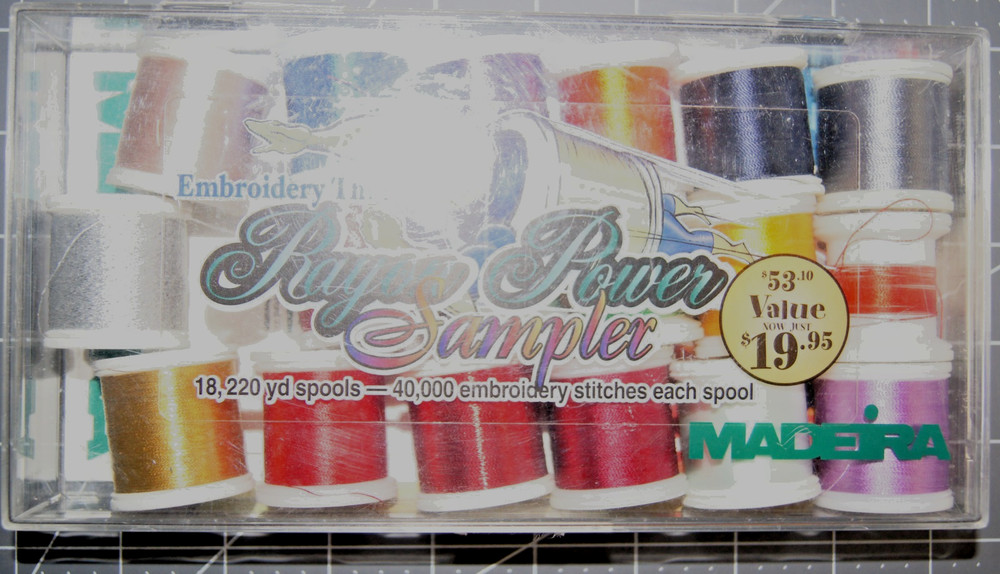 Embroidery Th
Rayon Power
Sampler
$53.10
Value
NOW JUST
$19.95
18, 220 yd spools — 40,000 embroidery stitches each spool
MADEIRA